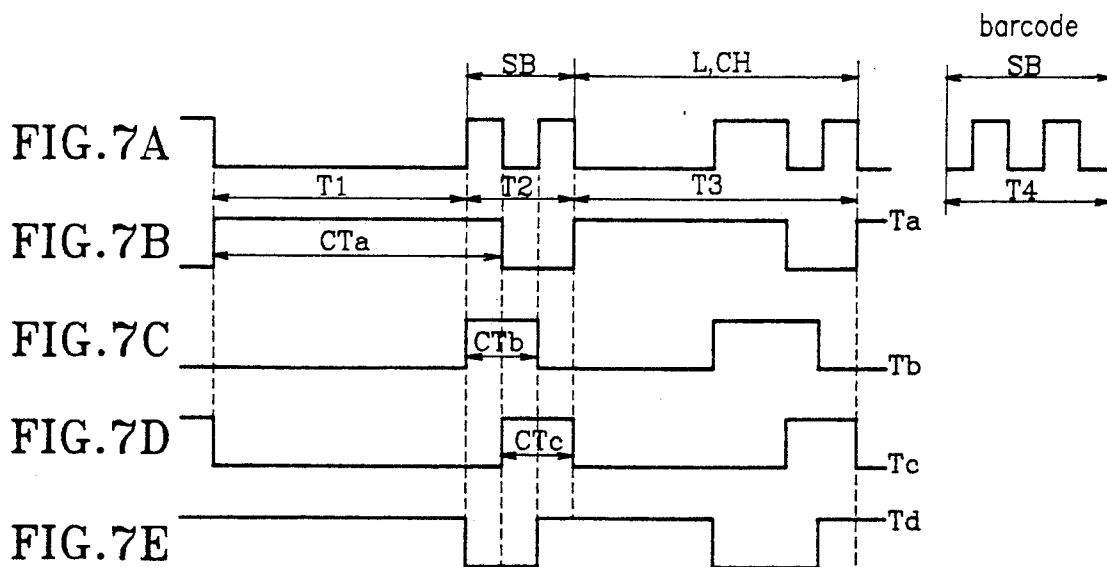 barcode
SB L,CH SB
FIG.7A
T1 T2 T3 T4
FIG.7B CTa Ta
FIG.7C CTb Tb
FIG.7D CTc Tc
FIG.7E Td